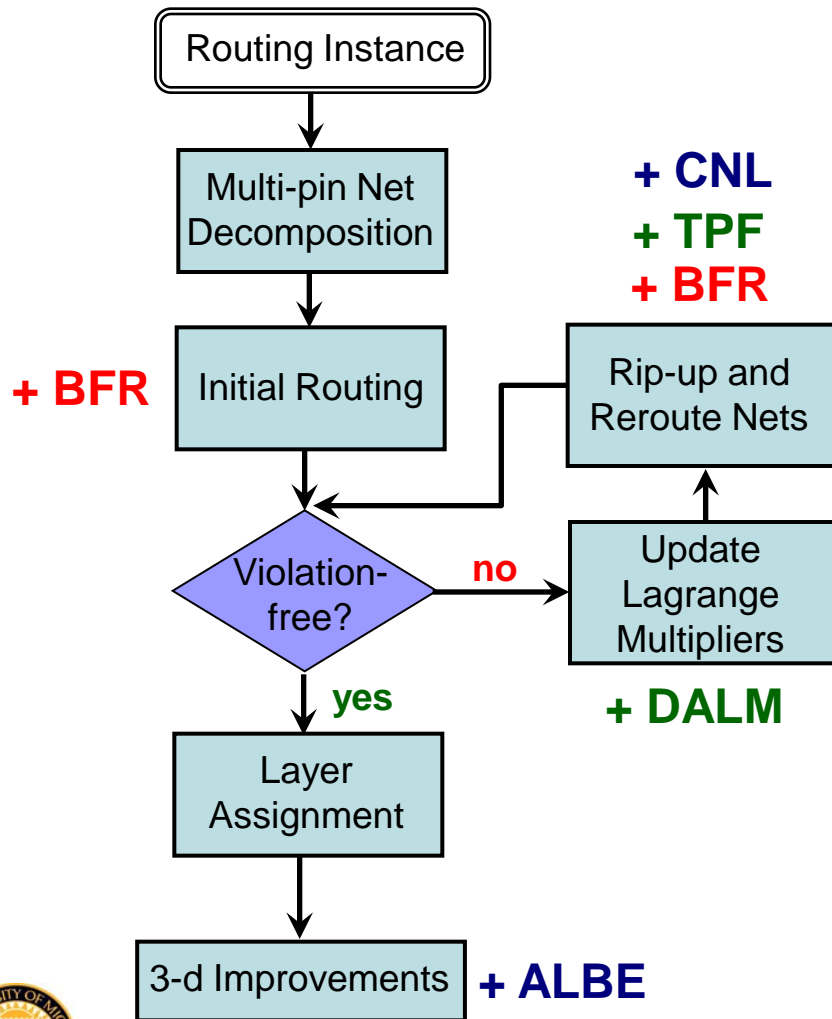 Routing Instance
Multi-pin Net
Decomposition
+ CNL
+ TPF
+ BFR
+ BFR
Initial Routing
Rip-up and
Reroute Nets
Violation-
free?
no
Update
Lagrange
Multipliers
yes
+ DALM
Layer
Assignment
3-d Improvements
+ ALBE